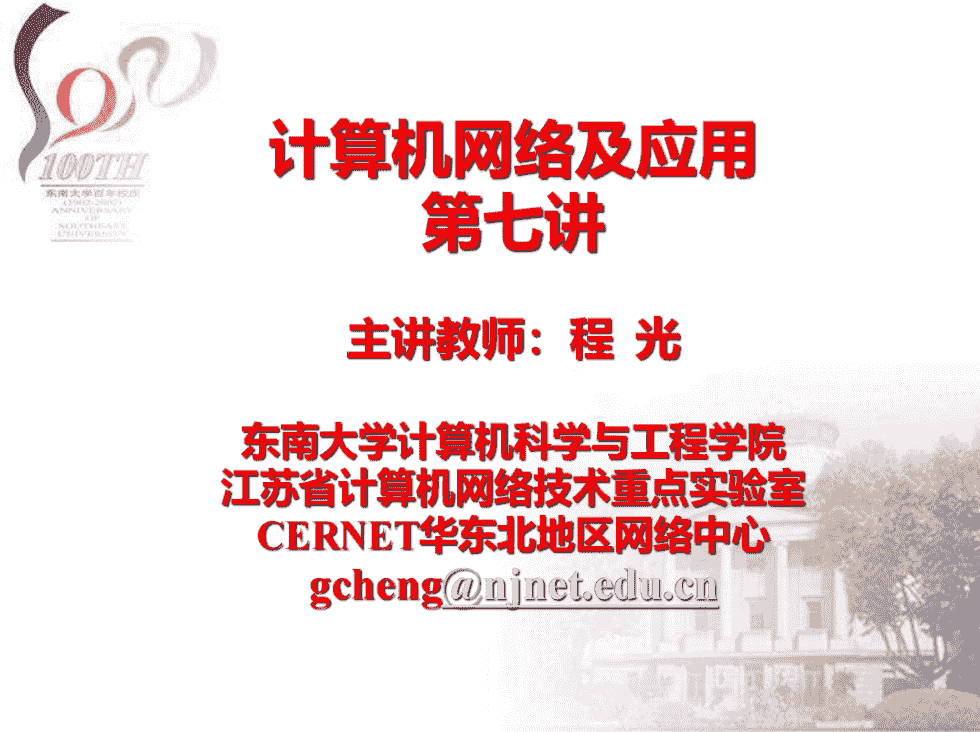 100TH
东南大学百年校庆
(1902-2002)
ANNIVERSARY
OF
SOUTHEAST
UNIVERSITY
计算机网络及应用
第七讲
主讲教师：程 光
东南大学计算机科学与工程学院
江苏省计算机网络技术重点实验室
CERNET华东北地区网络中心
gcheng@njnet.edu.cn